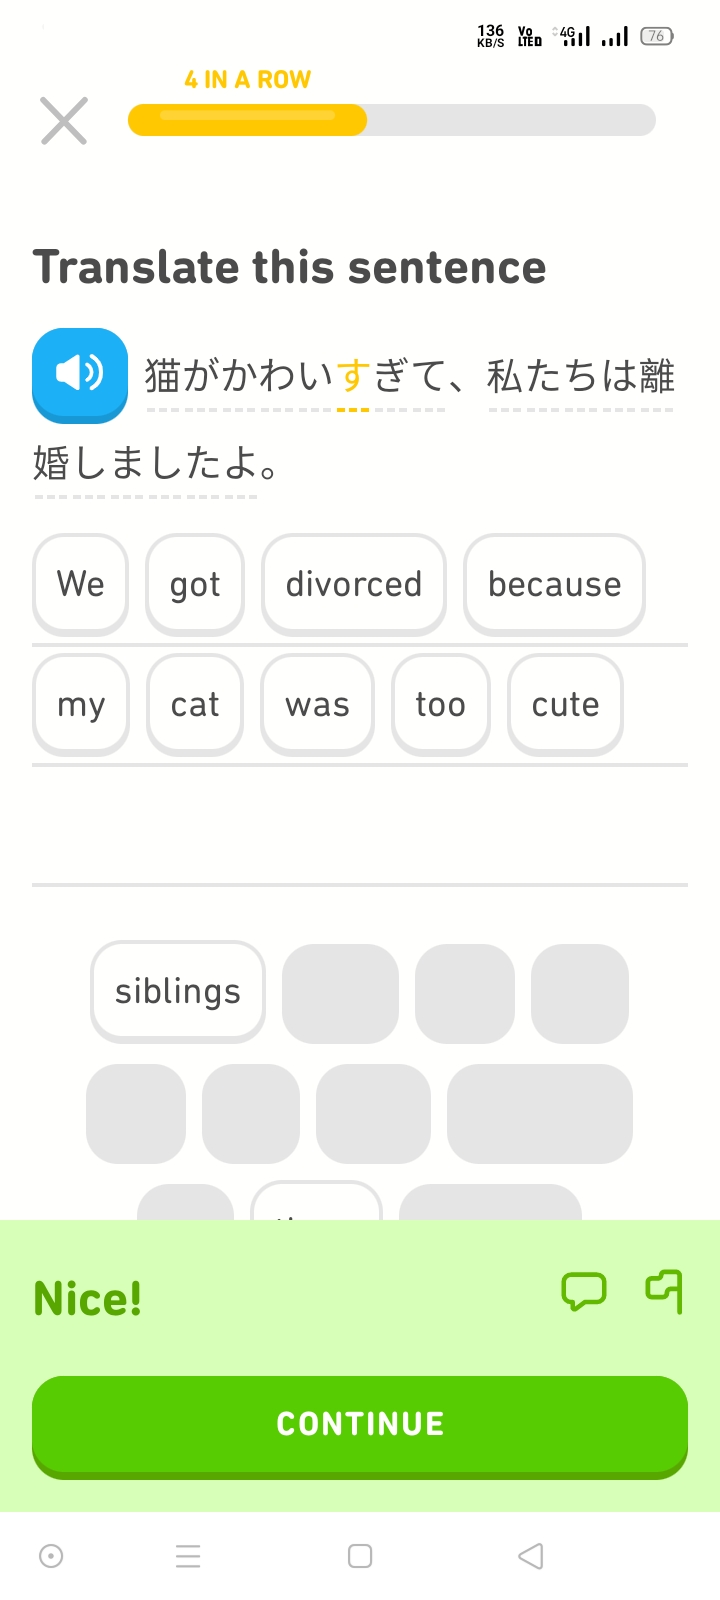 136 KB/S Vo LTED 4G 76
4 IN A ROW
Translate this sentence
猫がかわいすぎて、私たちは離
婚しましたよ。
We got divorced because
my cat was too cute
siblings
Nice!
CONTINUE